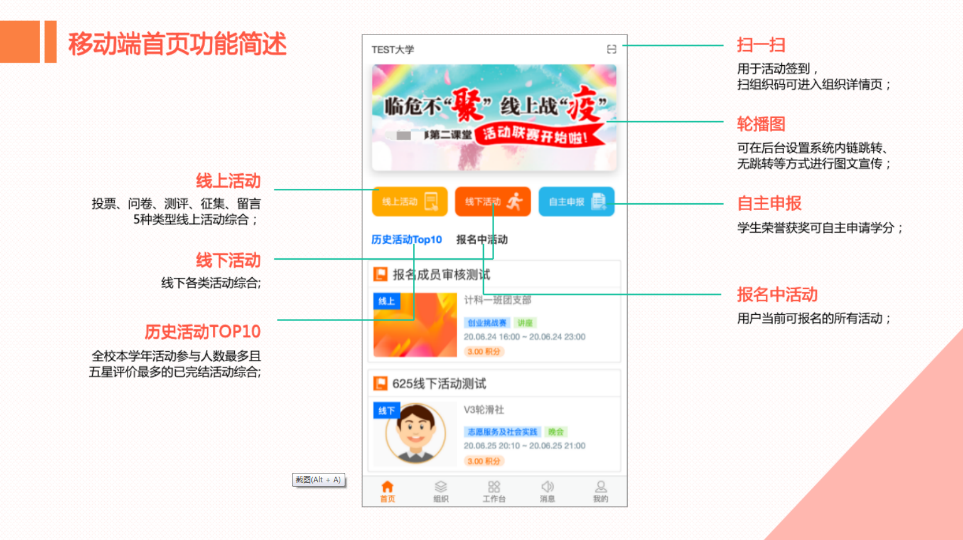 移动端首页功能简述
TEST大学
临危不“聚”线上战“疫”
第二课堂
活动联赛开始啦!
线上活动
线下活动
自主申报
历史活动Top10
报名中活动
报名成员审核测试
线上
计科一班团支部
创业挑战赛
讲座
20.06.24 16:00 ~ 20.06.24 23:00
3.00 积分
625线下活动测试
线下
V3轮滑社
志愿服务及社会实践
晚会
20.06.25 20:10 ~ 20.06.25 21:00
3.00 积分
首页
组织
工作台
消息
我的
线上活动
投票、问卷、测评、征集、留言
5种类型线上活动综合；
线下活动
线下各类活动综合;
历史活动TOP10
全校本学年活动参与人数最多且
五星评价最多的已完结活动综合;
截图(Alt + A)
扫一扫
用于活动签到，
扫组织码可进入组织详情页；
轮播图
可在后台设置系统内链跳转、
无跳转等方式进行图文宣传；
自主申报
学生荣誉获奖可自主申请学分；
报名中活动
用户当前可报名的所有活动；